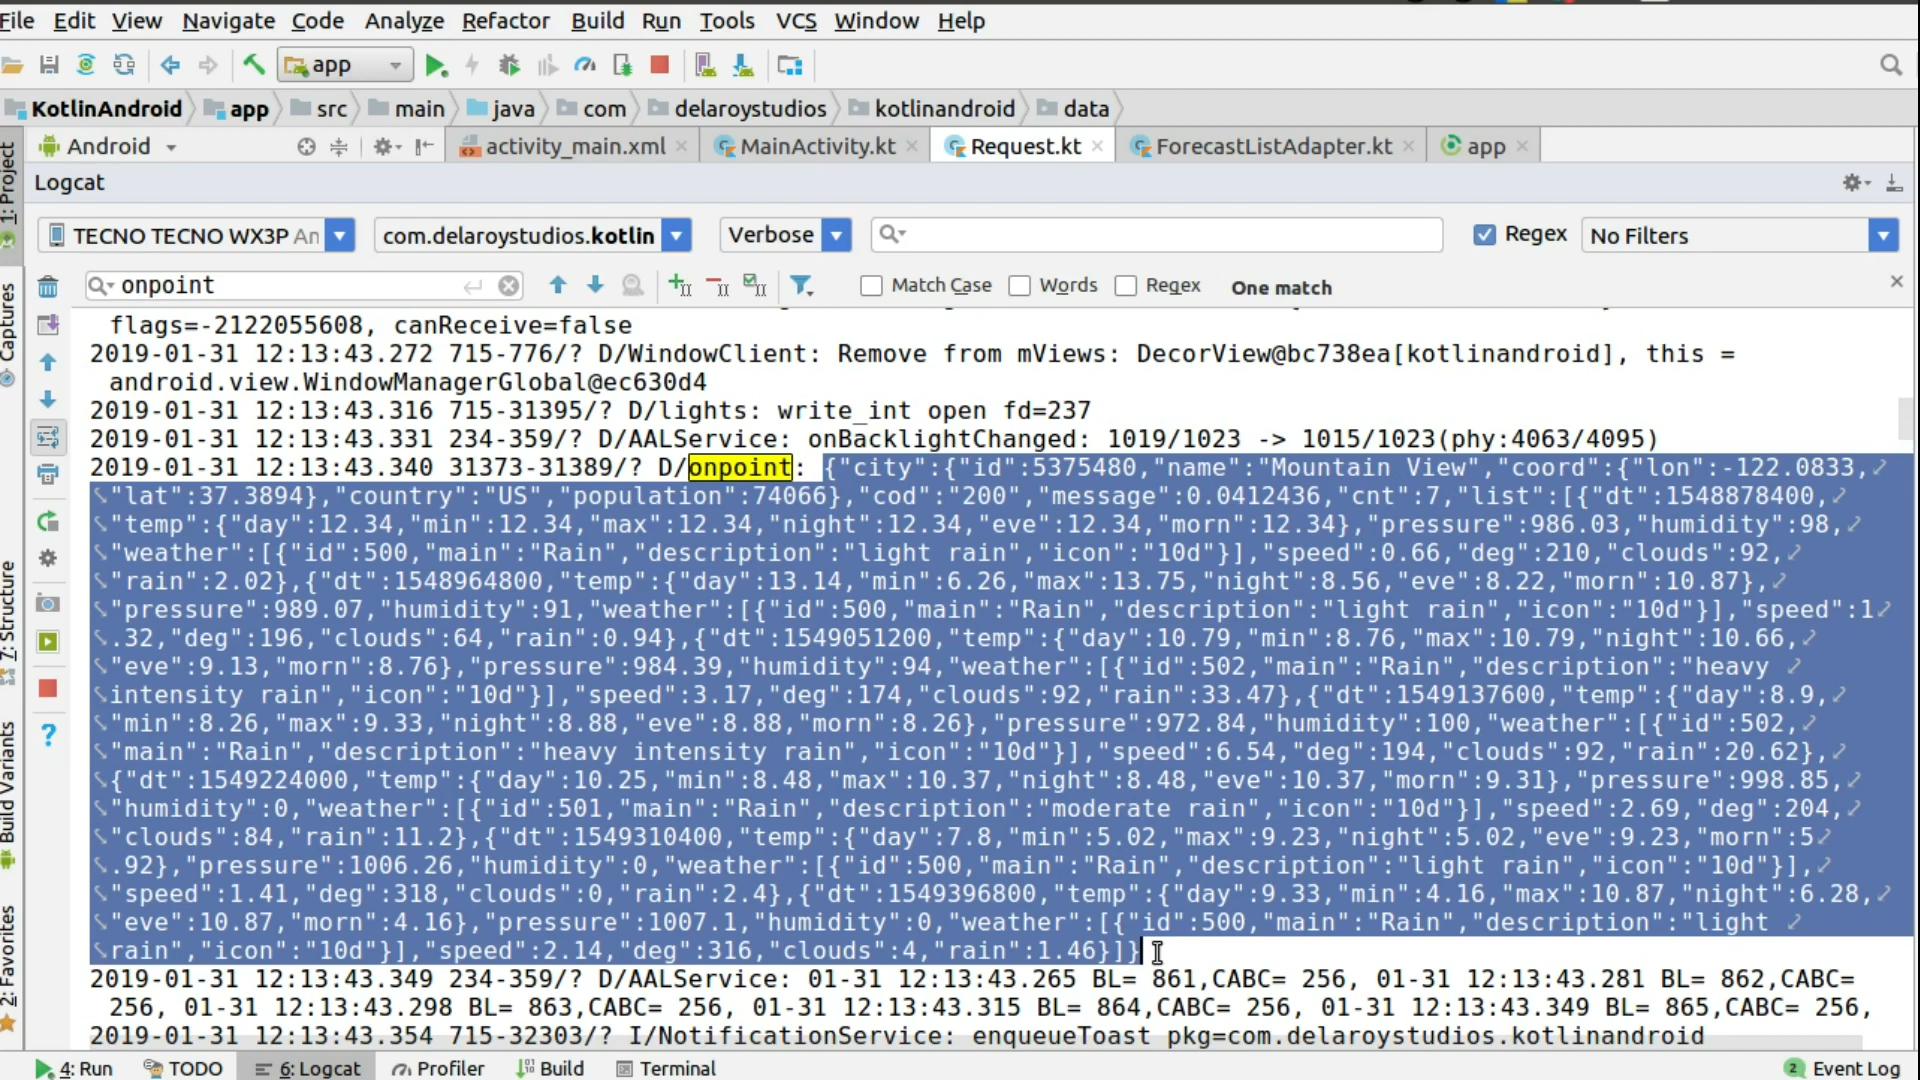 File Edit View Navigate Code Analyze Refactor Build Run Tools VCS Window Help
app
KotlinAndroid app src main java com delaroystudios kotlinandroid data
1: Project
Android
activity_main.xml MainActivity.kt Request.kt ForecastListAdapter.kt app
Logcat
TECNO TECNO WX3P An com.delaroystudios.kotlin Verbose Regex No Filters
onpoint Match Case Words Regex One match
Captures
flags=-2122055608, canReceive=false
2019-01-31 12:13:43.272 715-776/? D/WindowClient: Remove from mViews: DecorView@bc738ea[kotlinandroid], this =
android.view.WindowManagerGlobal@ec630d4
2019-01-31 12:13:43.316 715-31395/? D/lights: write_int open fd=237
2019-01-31 12:13:43.331 234-359/? D/AALService: onBacklightChanged: 1019/1023 -> 1015/1023(phy:4063/4095)
2019-01-31 12:13:43.340 31373-31389/? D/onpoint: {"city":{"id":5375480,"name":"Mountain View","coord":{"lon":-122.0833,
"lat":37.3894},"country":"US","population":74066},"cod":"200","message":0.0412436,"cnt":7,"list":[{"dt":1548878400,
"temp":{"day":12.34,"min":12.34,"max":12.34,"night":12.34,"eve":12.34,"morn":12.34},"pressure":986.03,"humidity":98,
"weather":[{"id":500,"main":"Rain","description":"light rain","icon":"10d"}],"speed":0.66,"deg":210,"clouds":92,
"rain":2.02},{"dt":1548964800,"temp":{"day":13.14,"min":6.26,"max":13.75,"night":8.56,"eve":8.22,"morn":10.87},
"pressure":989.07,"humidity":91,"weather":[{"id":500,"main":"Rain","description":"light rain","icon":"10d"}],"speed":1
.32,"deg":196,"clouds":64,"rain":0.94},{"dt":1549051200,"temp":{"day":10.79,"min":8.76,"max":10.79,"night":10.66,
"eve":9.13,"morn":8.76},"pressure":984.39,"humidity":94,"weather":[{"id":502,"main":"Rain","description":"heavy
intensity rain","icon":"10d"}],"speed":3.17,"deg":174,"clouds":92,"rain":33.47},{"dt":1549137600,"temp":{"day":8.9,
"min":8.26,"max":9.33,"night":8.88,"eve":8.88,"morn":8.26},"pressure":972.84,"humidity":100,"weather":[{"id":502,
"main":"Rain","description":"heavy intensity rain","icon":"10d"}],"speed":6.54,"deg":194,"clouds":92,"rain":20.62},
{"dt":1549224000,"temp":{"day":10.25,"min":8.48,"max":10.37,"night":8.48,"eve":10.37,"morn":9.31},"pressure":998.85,
"humidity":0,"weather":[{"id":501,"main":"Rain","description":"moderate rain","icon":"10d"}],"speed":2.69,"deg":204,
"clouds":84,"rain":11.2},{"dt":1549310400,"temp":{"day":7.8,"min":5.02,"max":9.23,"night":5.02,"eve":9.23,"morn":5
.92},"pressure":1006.26,"humidity":0,"weather":[{"id":500,"main":"Rain","description":"light rain","icon":"10d"}],
"speed":1.41,"deg":318,"clouds":0,"rain":2.4},{"dt":1549396800,"temp":{"day":9.33,"min":4.16,"max":10.87,"night":6.28,
"eve":10.87,"morn":4.16},"pressure":1007.1,"humidity":0,"weather":[{"id":500,"main":"Rain","description":"light
rain","icon":"10d"}],"speed":2.14,"deg":316,"clouds":4,"rain":1.46}]}
2019-01-31 12:13:43.349 234-359/? D/AALService: 01-31 12:13:43.265 BL= 861,CABC= 256, 01-31 12:13:43.281 BL= 862,CABC=
256, 01-31 12:13:43.298 BL= 863,CABC= 256, 01-31 12:13:43.315 BL= 864,CABC= 256, 01-31 12:13:43.349 BL= 865,CABC= 256,
2019-01-31 12:13:43.354 715-32303/? I/NotificationService: enqueueToast pkg=com.delaroystudios.kotlinandroid
7: Structure
Build Variants
2: Favorites
4: Run TODO 6: Logcat Profiler Build Terminal 2 Event Log